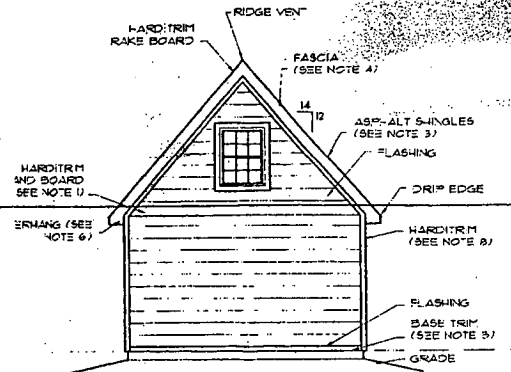 RIDGE VENT
HARDITRIM
RAKE BOARD
FASCIA
(SEE NOTE 4)
14
12
ASPHALT SHINGLES
(SEE NOTE 3)
FLASHING
HARDITRIM
AND BOARD
SEE NOTE 1)
DRIP EDGE
ERHANG (SEE
NOTE 6)
HARDITRIM
(SEE NOTE 8)
FLASHING
BASE TRIM
(SEE NOTE 3)
GRADE